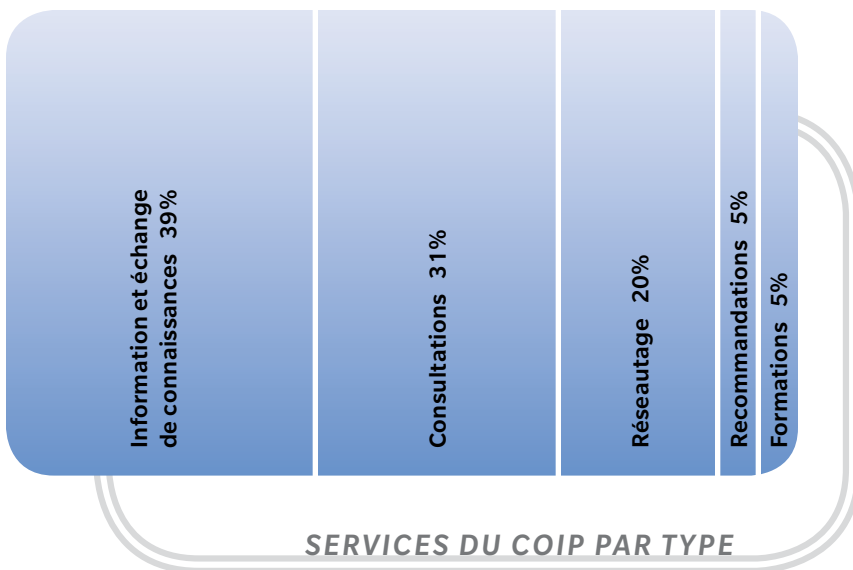 Information et échange
de connaissances 39%
Consultations 31%
Réseautage 20%
Recommandations 5%
Formations 5%
SERVICES DU COIP PAR TYPE